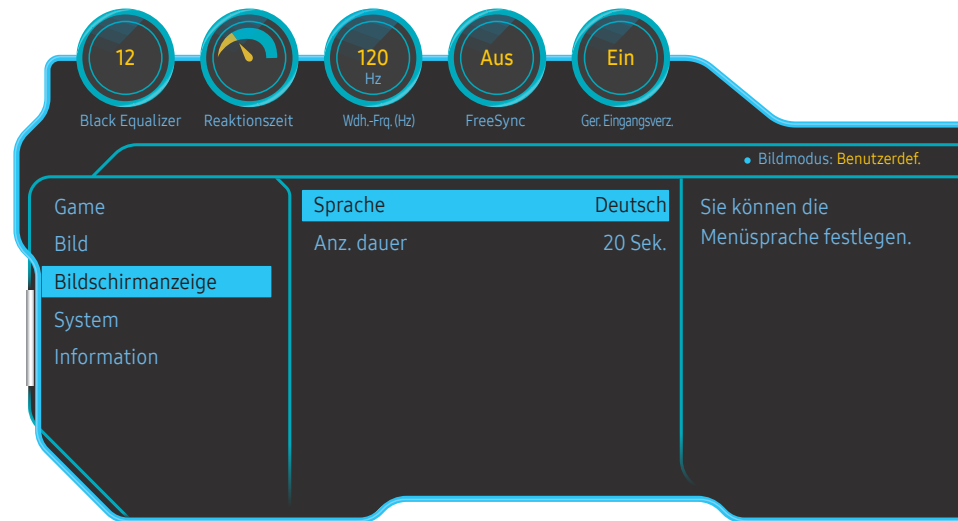 12
120
Hz
Aus
Ein
Black Equalizer
Reaktionszeit
Wdh.-Frq. (Hz)
FreeSync
Ger. Eingangsverz.
• Bildmodus: Benutzerdef.
Game
Bild
Bildschirmanzeige
System
Information
Sprache Deutsch
Anz. dauer 20 Sek.
Sie können die
Menüsprache festlegen.